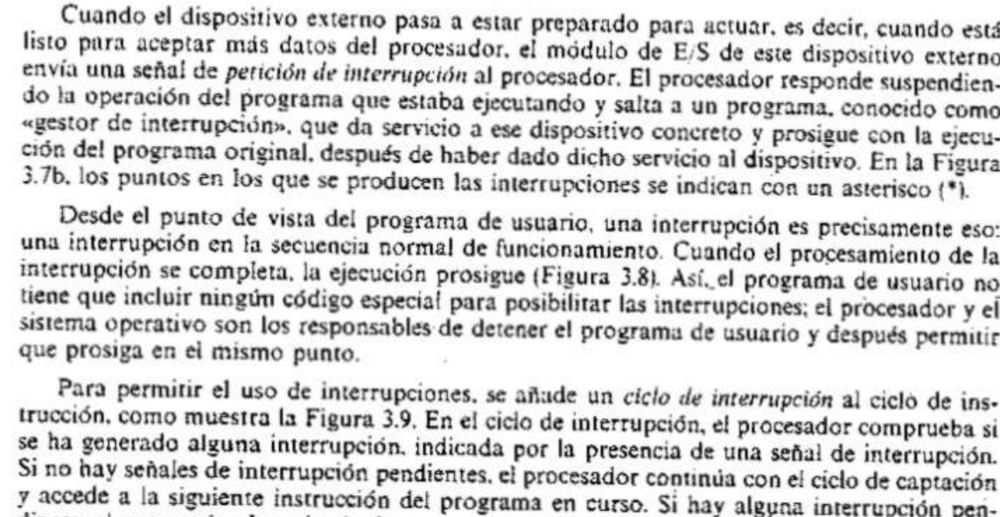 Cuando el dispositivo externo pasa a estar preparado para actuar, es decir, cuando está
listo para aceptar más datos del procesador, el módulo de E/S de este dispositivo externo
envía una señal de petición de interrupción al procesador. El procesador responde suspendien-
do la operación del programa que estaba ejecutando y salta a un programa, conocido como
«gestor de interrupción», que da servicio a ese dispositivo concreto y prosigue con la ejecu-
ción del programa original, después de haber dado dicho servicio al dispositivo. En la Figura
3.7b, los puntos en los que se producen las interrupciones se indican con un asterisco (*).
Desde el punto de vista del programa de usuario, una interrupción es precisamente eso:
una interrupción en la secuencia normal de funcionamiento. Cuando el procesamiento de la
interrupción se completa, la ejecución prosigue (Figura 3.8). Así, el programa de usuario no
tiene que incluir ningún código especial para posibilitar las interrupciones; el procesador y el
sistema operativo son los responsables de detener el programa de usuario y después permitir
que prosiga en el mismo punto.
Para permitir el uso de interrupciones, se añade un ciclo de interrupción al ciclo de ins-
trucción, como muestra la Figura 3.9. En el ciclo de interrupción, el procesador comprueba si
se ha generado alguna interrupción, indicada por la presencia de una señal de interrupción.
Si no hay señales de interrupción pendientes, el procesador continúa con el ciclo de captación
y accede a la siguiente instrucción del programa en curso. Si hay alguna interrupción pen-